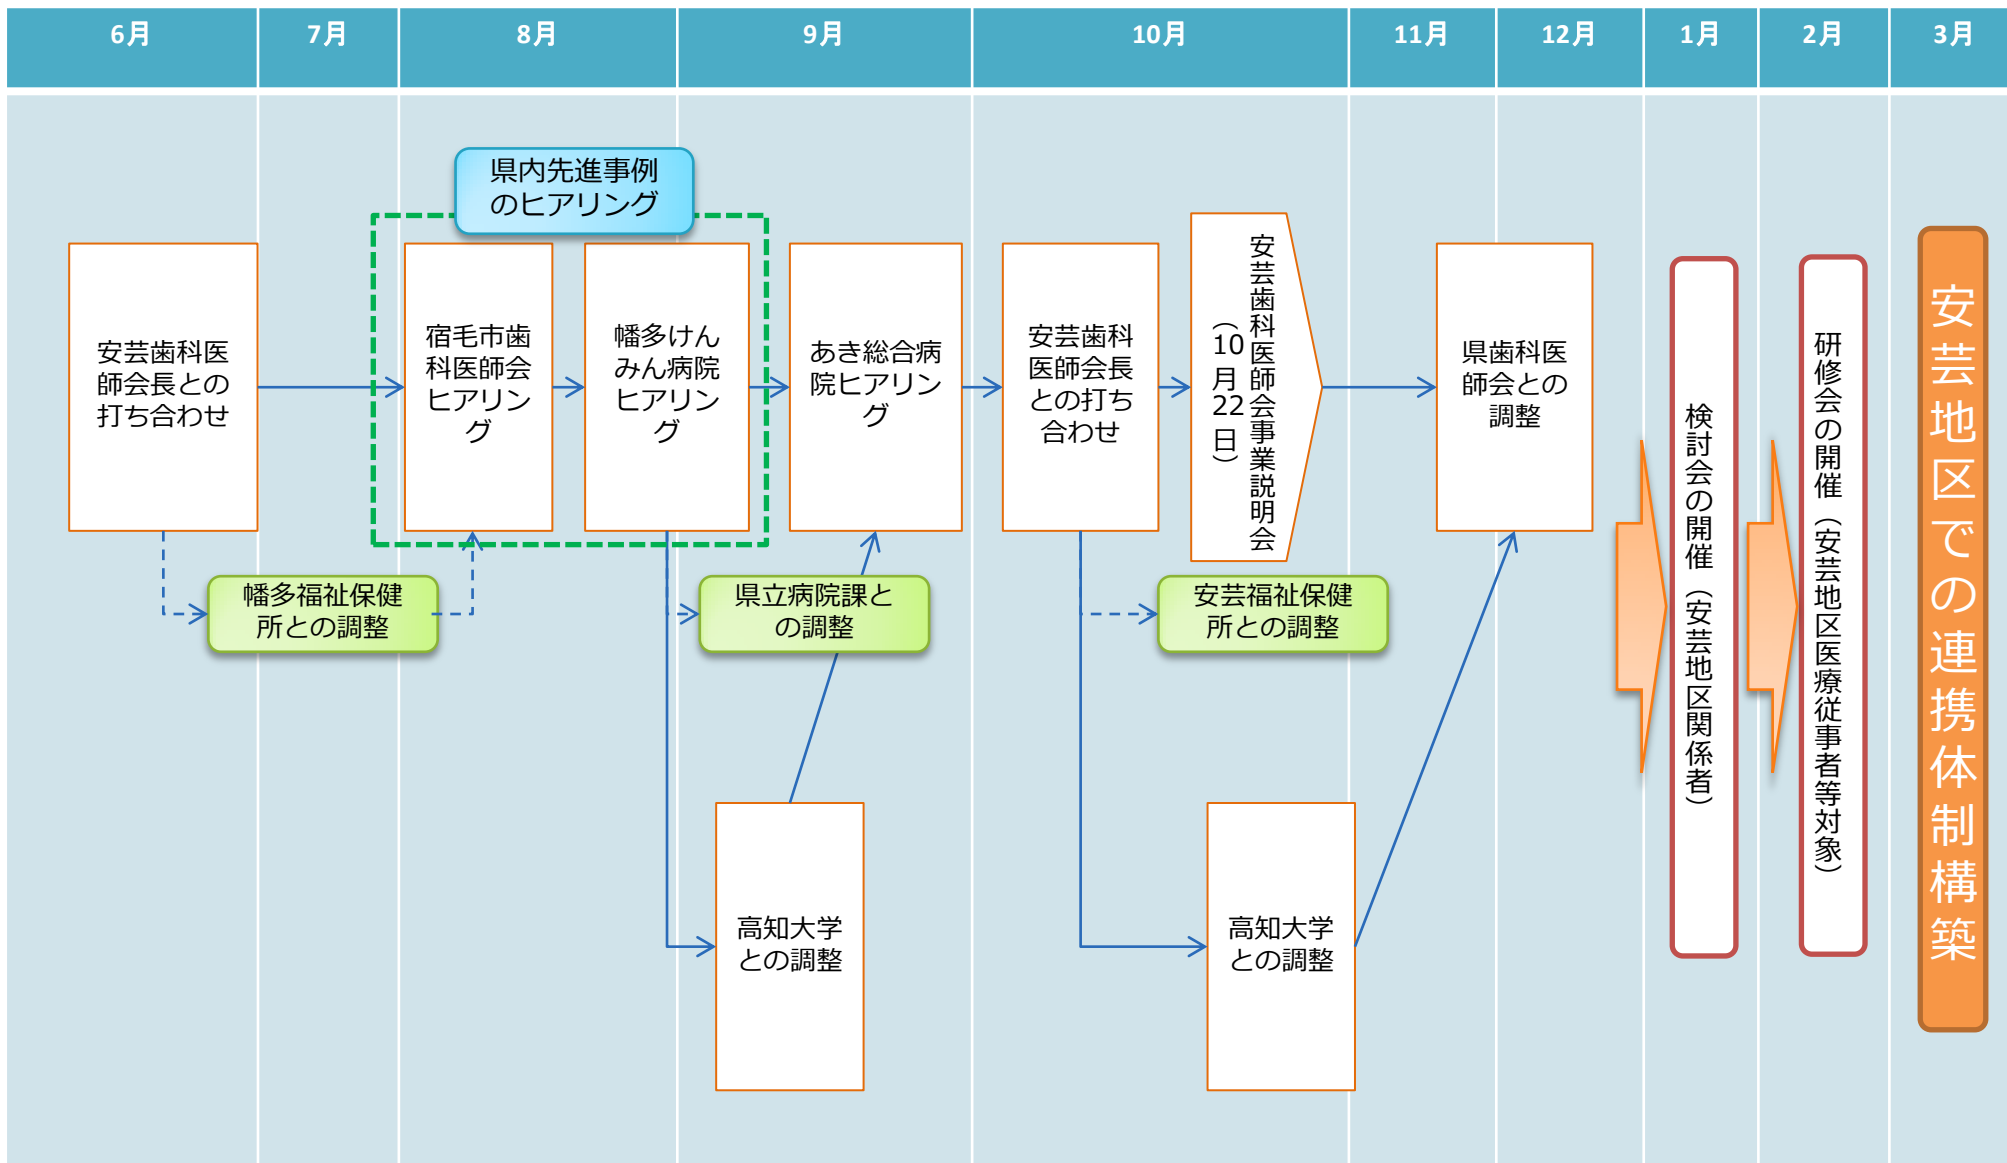 6月
7月
8月
9月
10月
11月
12月
1月
2月
3月
県内先進事例
のヒアリング
安芸歯科医
師会長との
打ち合わせ
宿毛市歯
科医師会
ヒアリン
グ
幡多けん
みん病院
ヒアリン
グ
あき総合病
院ヒアリン
グ
安芸歯科
医師会長
との打ち
合わせ
安芸歯科医師会事業説明会
（10月22日）
県歯科医
師会との
調整
検討会の開催（安芸地区関係者）
研修会の開催（安芸地区医療従事者等対象）
安芸地区での連携体制構築
幡多福祉保健
所との調整
県立病院課と
の調整
安芸福祉保健
所との調整
高知大学
との調整
高知大学
との調整